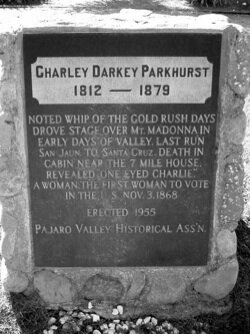 CHARLEY DARKEY PARKHURST
1812 — 1879
NOTED WHIP OF THE GOLD RUSH DAYS
DROVE STAGE OVER MT. MADONNA IN
EARLY DAYS OF VALLEY. LAST RUN
SAN JAUN TO SANTA CRUZ. DEATH IN
CABIN NEAR THE 7 MILE HOUSE.
REVEALED "ONE EYED CHARLIE,"
A WOMAN, THE FIRST WOMAN TO VOTE
IN THE U. S. NOV. 3, 1868
ERECTED 1955
PAJARO VALLEY HISTORICAL ASS'N.